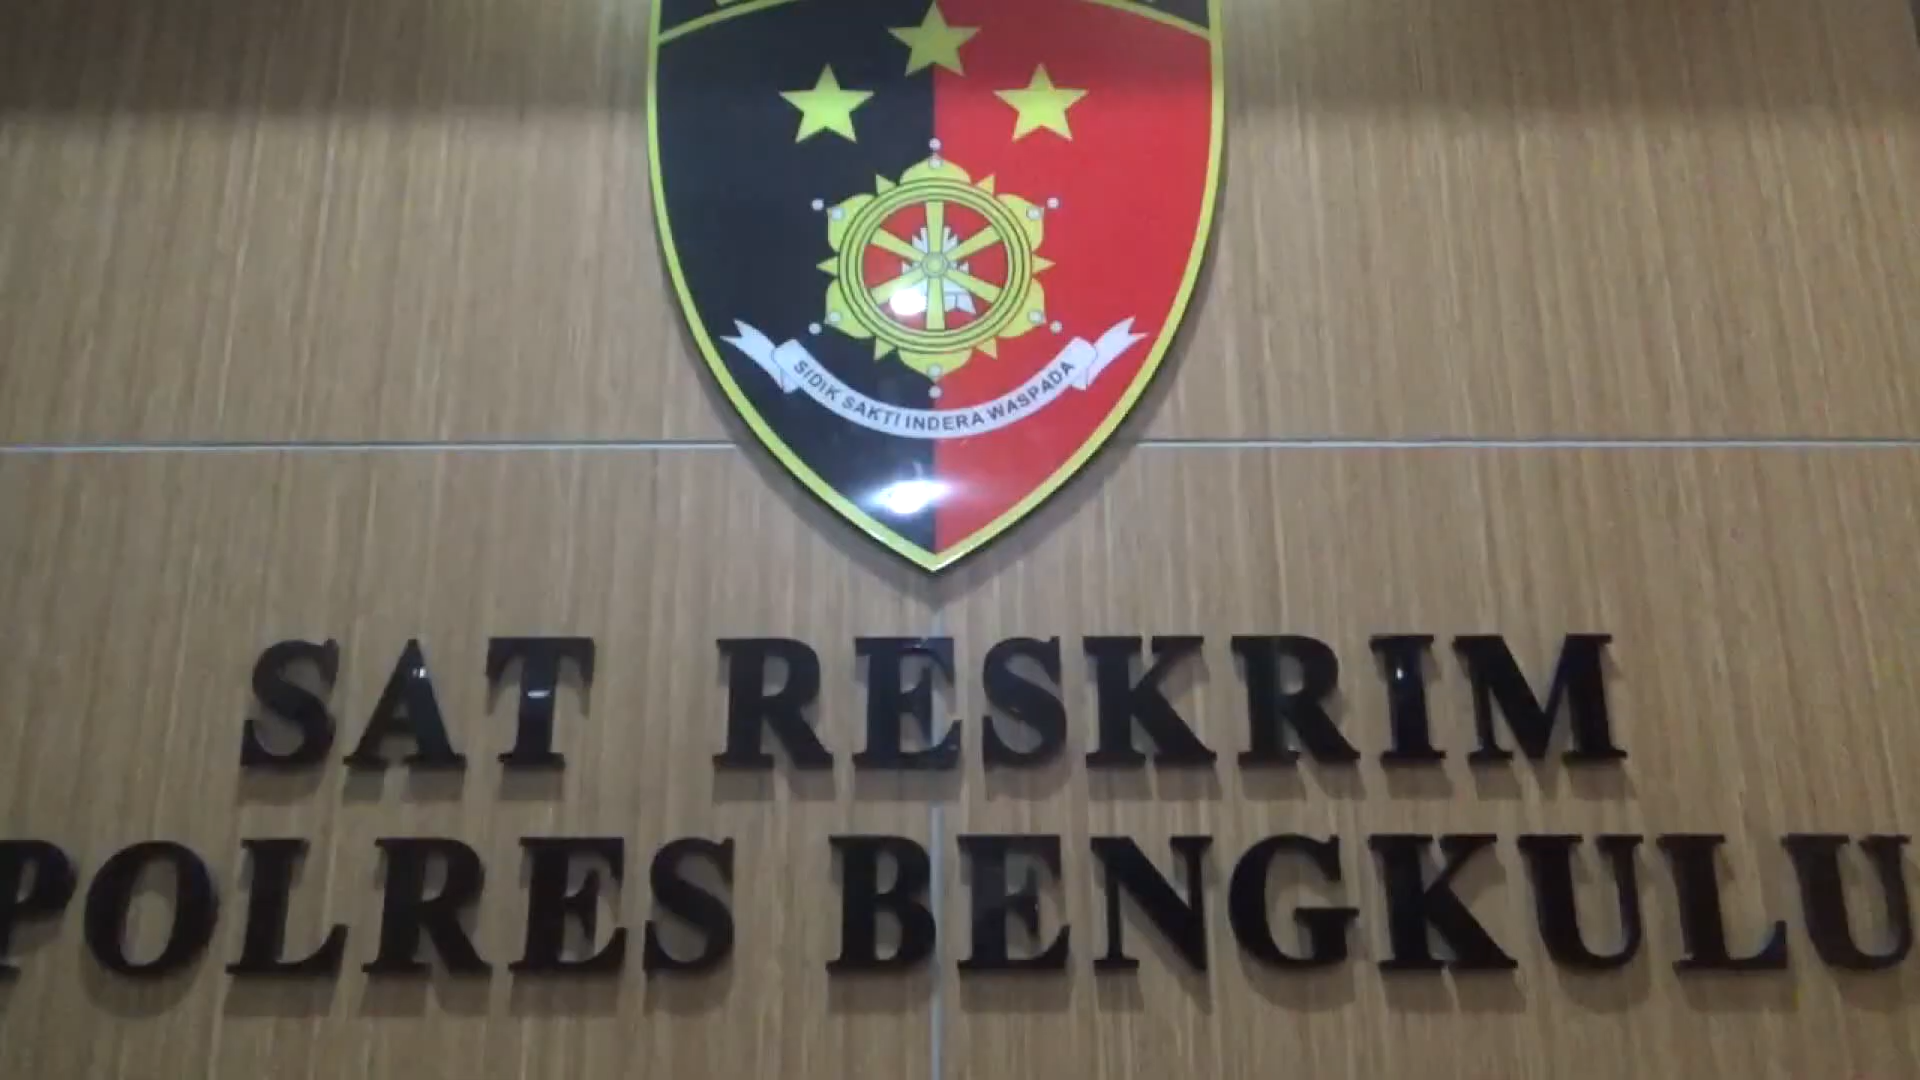 SIDIK SAKTI INDERA WASPADA
SAT RESKRIM
POLRES BENGKULU